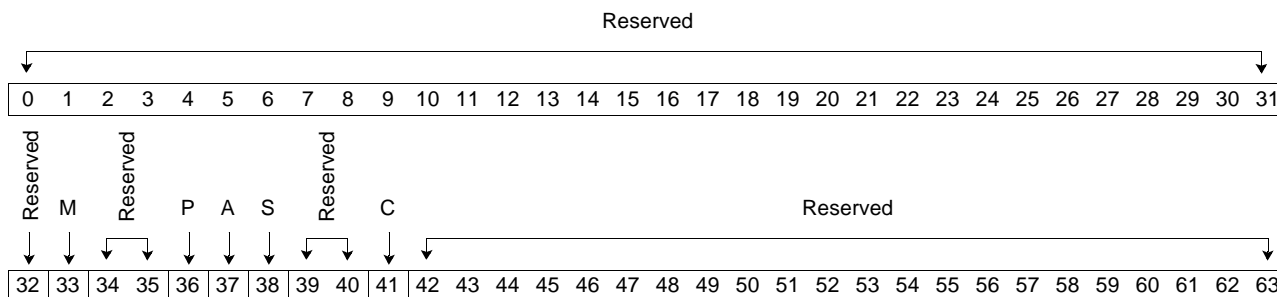 Reserved
0 1 2 3 4 5 6 7 8 9 10 11 12 13 14 15 16 17 18 19 20 21 22 23 24 25 26 27 28 29 30 31
Reserved M Reserved P A S Reserved C Reserved
32 33 34 35 36 37 38 39 40 41 42 43 44 45 46 47 48 49 50 51 52 53 54 55 56 57 58 59 60 61 62 63